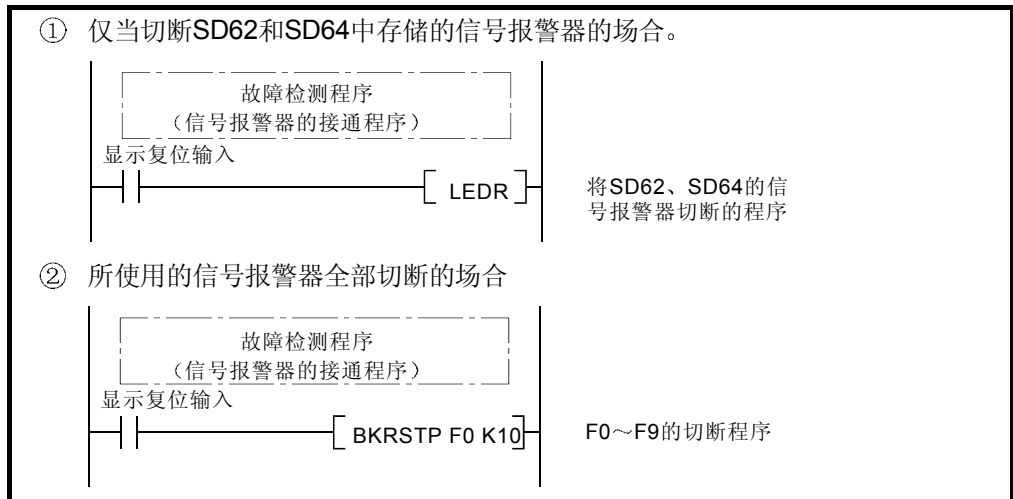 ① 仅当切断SD62和SD64中存储的信号报警器的场合。
故障检测程序
（信号报警器的接通程序）
显示复位输入
LEDR
将SD62、SD64的信
号报警器切断的程序
② 所使用的信号报警器全部切断的场合
故障检测程序
（信号报警器的接通程序）
显示复位输入
BKRSTP F0 K10
F0～F9的切断程序